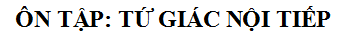 ÔN TẬP: TỨ GIÁC NỘI TIẾP